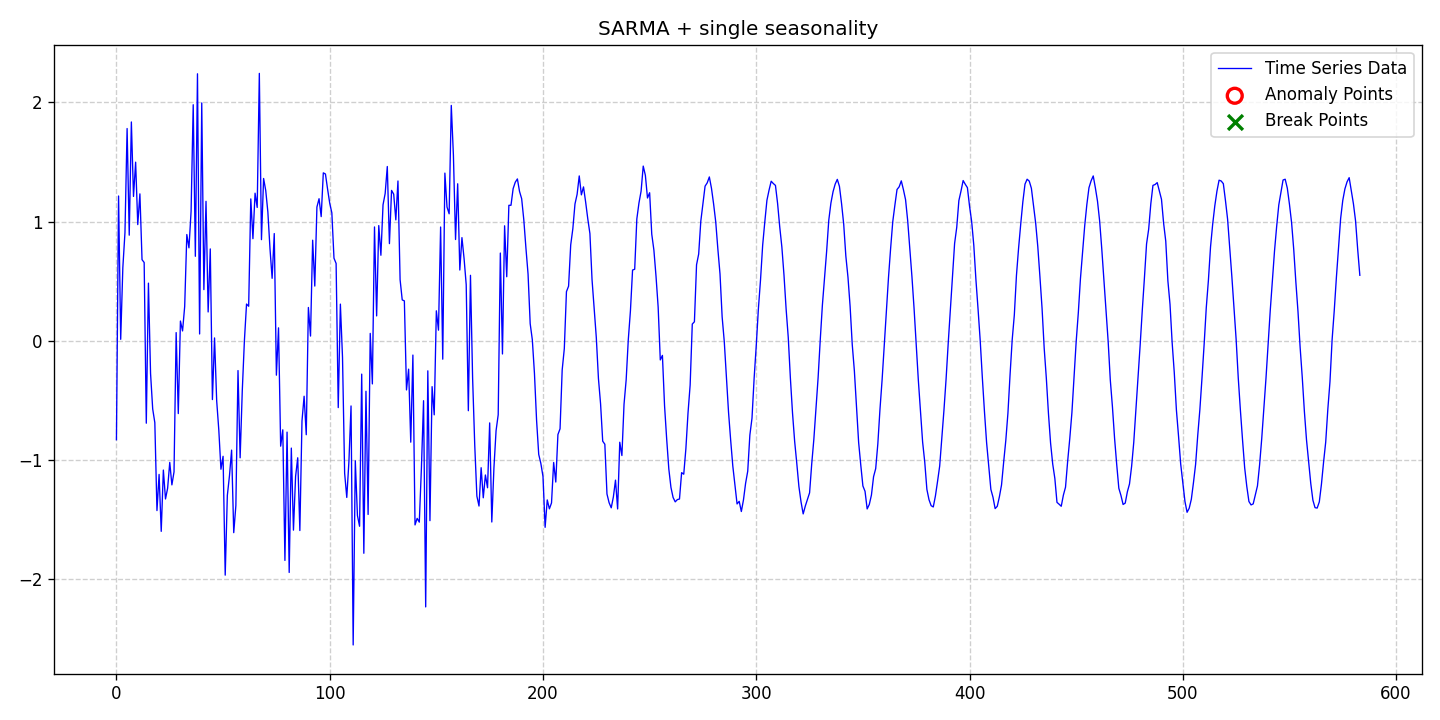 SARMA + single seasonality
Time Series Data
Anomaly Points
Break Points
2
1
0
−1
−2
0 100 200 300 400 500 600